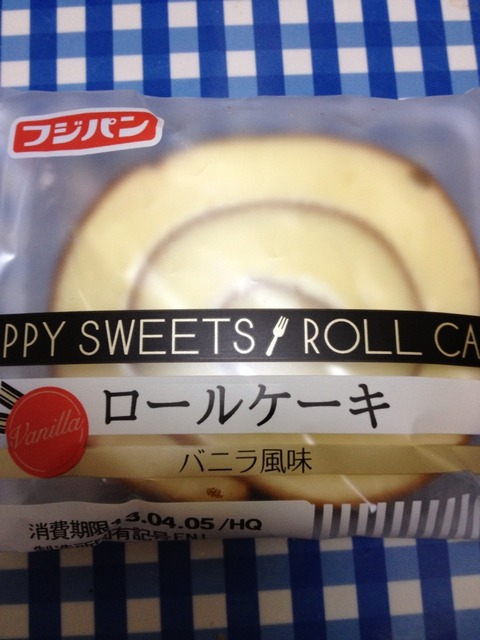 フジパン
PPY SWEETS ROLL CA
ロールケーキ
Vanilla
バニラ風味
消費期限 3.04.05/HQ